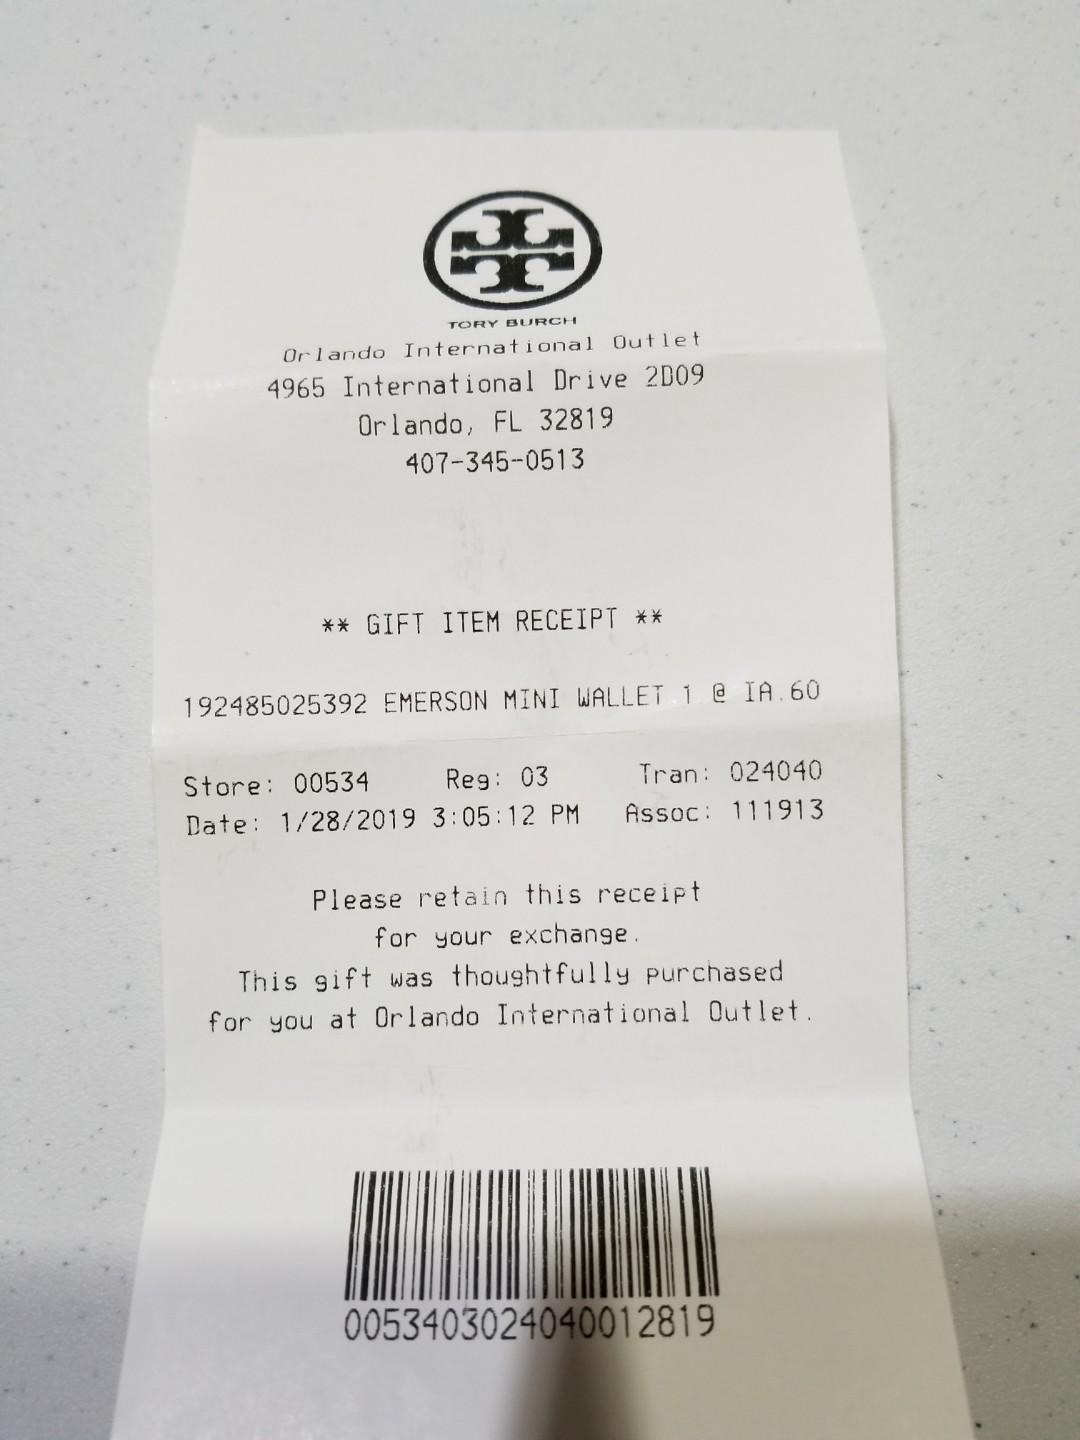 TORY BURCH
Orlando International Outlet
4965 International Drive 2D09
Orlando, FL 32819
407-345-0513
** GIFT ITEM RECEIPT **
192485025392 EMERSON MINI WALLET 1 @ IA.60
Store: 00534 Reg: 03 Tran: 024040
Date: 1/28/2019 3:05:12 PM Assoc: 111913
Please retain this receipt
for your exchange.
This gift was thoughtfully purchased
for you at Orlando International Outlet.
0053403024040012819